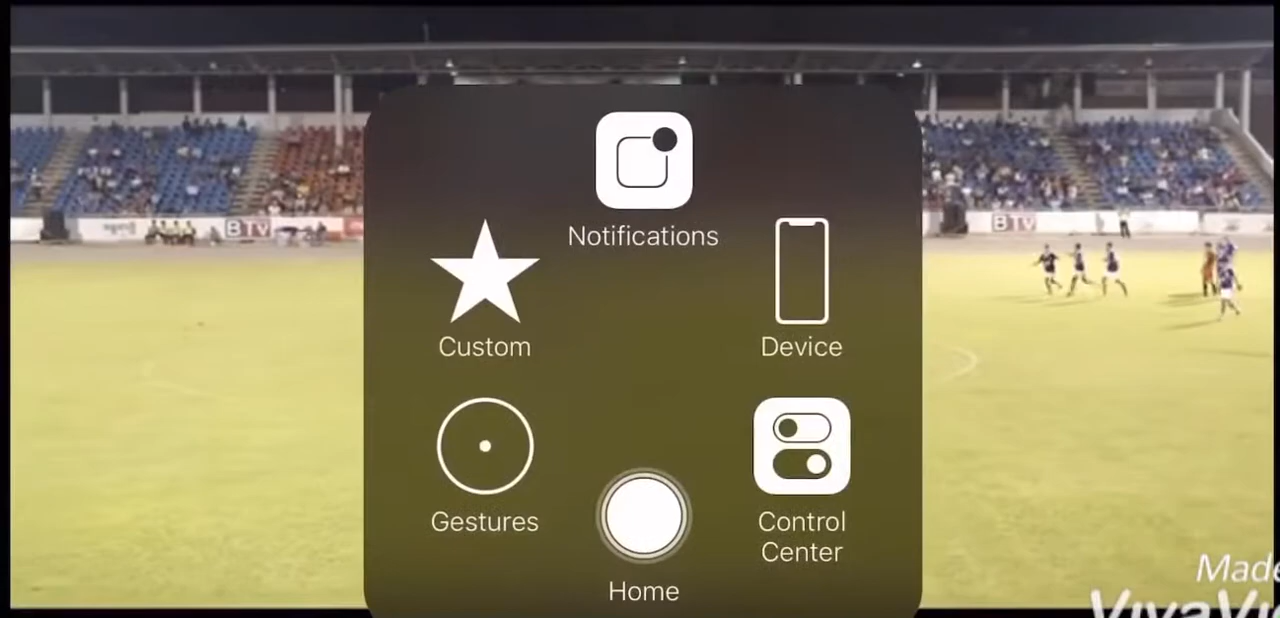 Notifications
Custom
Device
Gestures
Control
Center
Home
BTV
BTV
Made